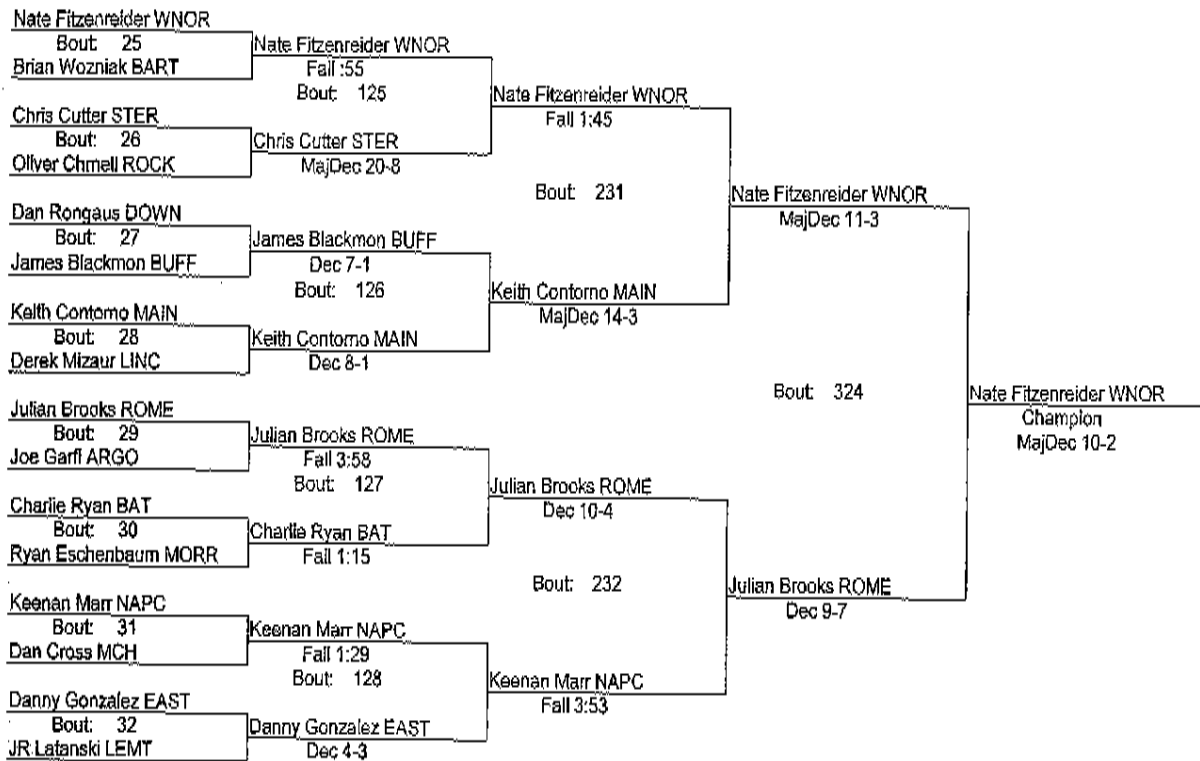 Nate Fitzenreider WNOR
Bout: 25
Brian Wozniak BART
Chris Cutter STER
Bout: 26
Oliver Chmell ROCK
Dan Rongaus DOWN
Bout: 27
James Blackmon BUFF
Keith Contorno MAIN
Bout: 28
Derek Mizaur LINC
Julian Brooks ROME
Bout: 29
Joe Garfi ARGO
Charlie Ryan BAT
Bout: 30
Ryan Eschenbaum MORR
Keenan Marr NAPC
Bout: 31
Dan Cross MCH
Danny Gonzalez EAST
Bout: 32
JR Latanski LEMT
Nate Fitzenreider WNOR
Fall :55
Bout: 125
Chris Cutter STER
MajDec 20-8
James Blackmon BUFF
Dec 7-1
Bout: 126
Keith Contorno MAIN
Dec 8-1
Julian Brooks ROME
Fall 3:58
Bout: 127
Charlie Ryan BAT
Fall 1:15
Keenan Marr NAPC
Fall 1:29
Bout: 128
Danny Gonzalez EAST
Dec 4-3
Nate Fitzenreider WNOR
Fall 1:45
Bout: 231
Keith Contorno MAIN
MajDec 14-3
Julian Brooks ROME
Dec 10-4
Bout: 232
Keenan Marr NAPC
Fall 3:53
Nate Fitzenreider WNOR
MajDec 11-3
Bout: 324
Julian Brooks ROME
Dec 9-7
Nate Fitzenreider WNOR
Champion
MajDec 10-2